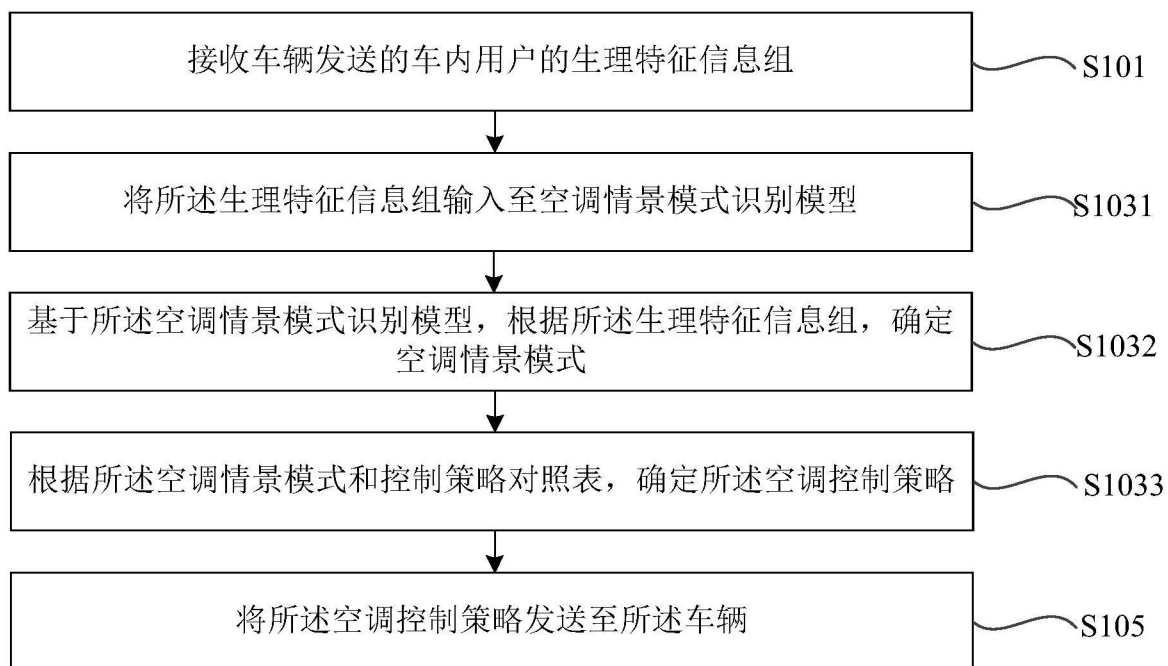 接收车辆发送的车内用户的生理特征信息组
S101
将所述生理特征信息组输入至空调情景模式识别模型
S1031
基于所述空调情景模式识别模型，根据所述生理特征信息组，确定
空调情景模式
S1032
根据所述空调情景模式和控制策略对照表，确定所述空调控制策略
S1033
将所述空调控制策略发送至所述车辆
S105